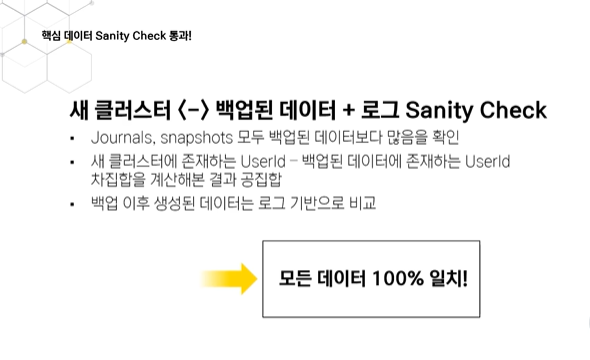 핵심 데이터 Sanity Check 통과!
새 클러스터 <-> 백업된 데이터 + 로그 Sanity Check
▪ Journals, snapshots 모두 백업된 데이터보다 많음을 확인
▪ 새 클러스터에 존재하는 UserId – 백업된 데이터에 존재하는 UserId
차집합을 계산해본 결과 공집합
▪ 백업 이후 생성된 데이터는 로그 기반으로 비교
모든 데이터 100% 일치!